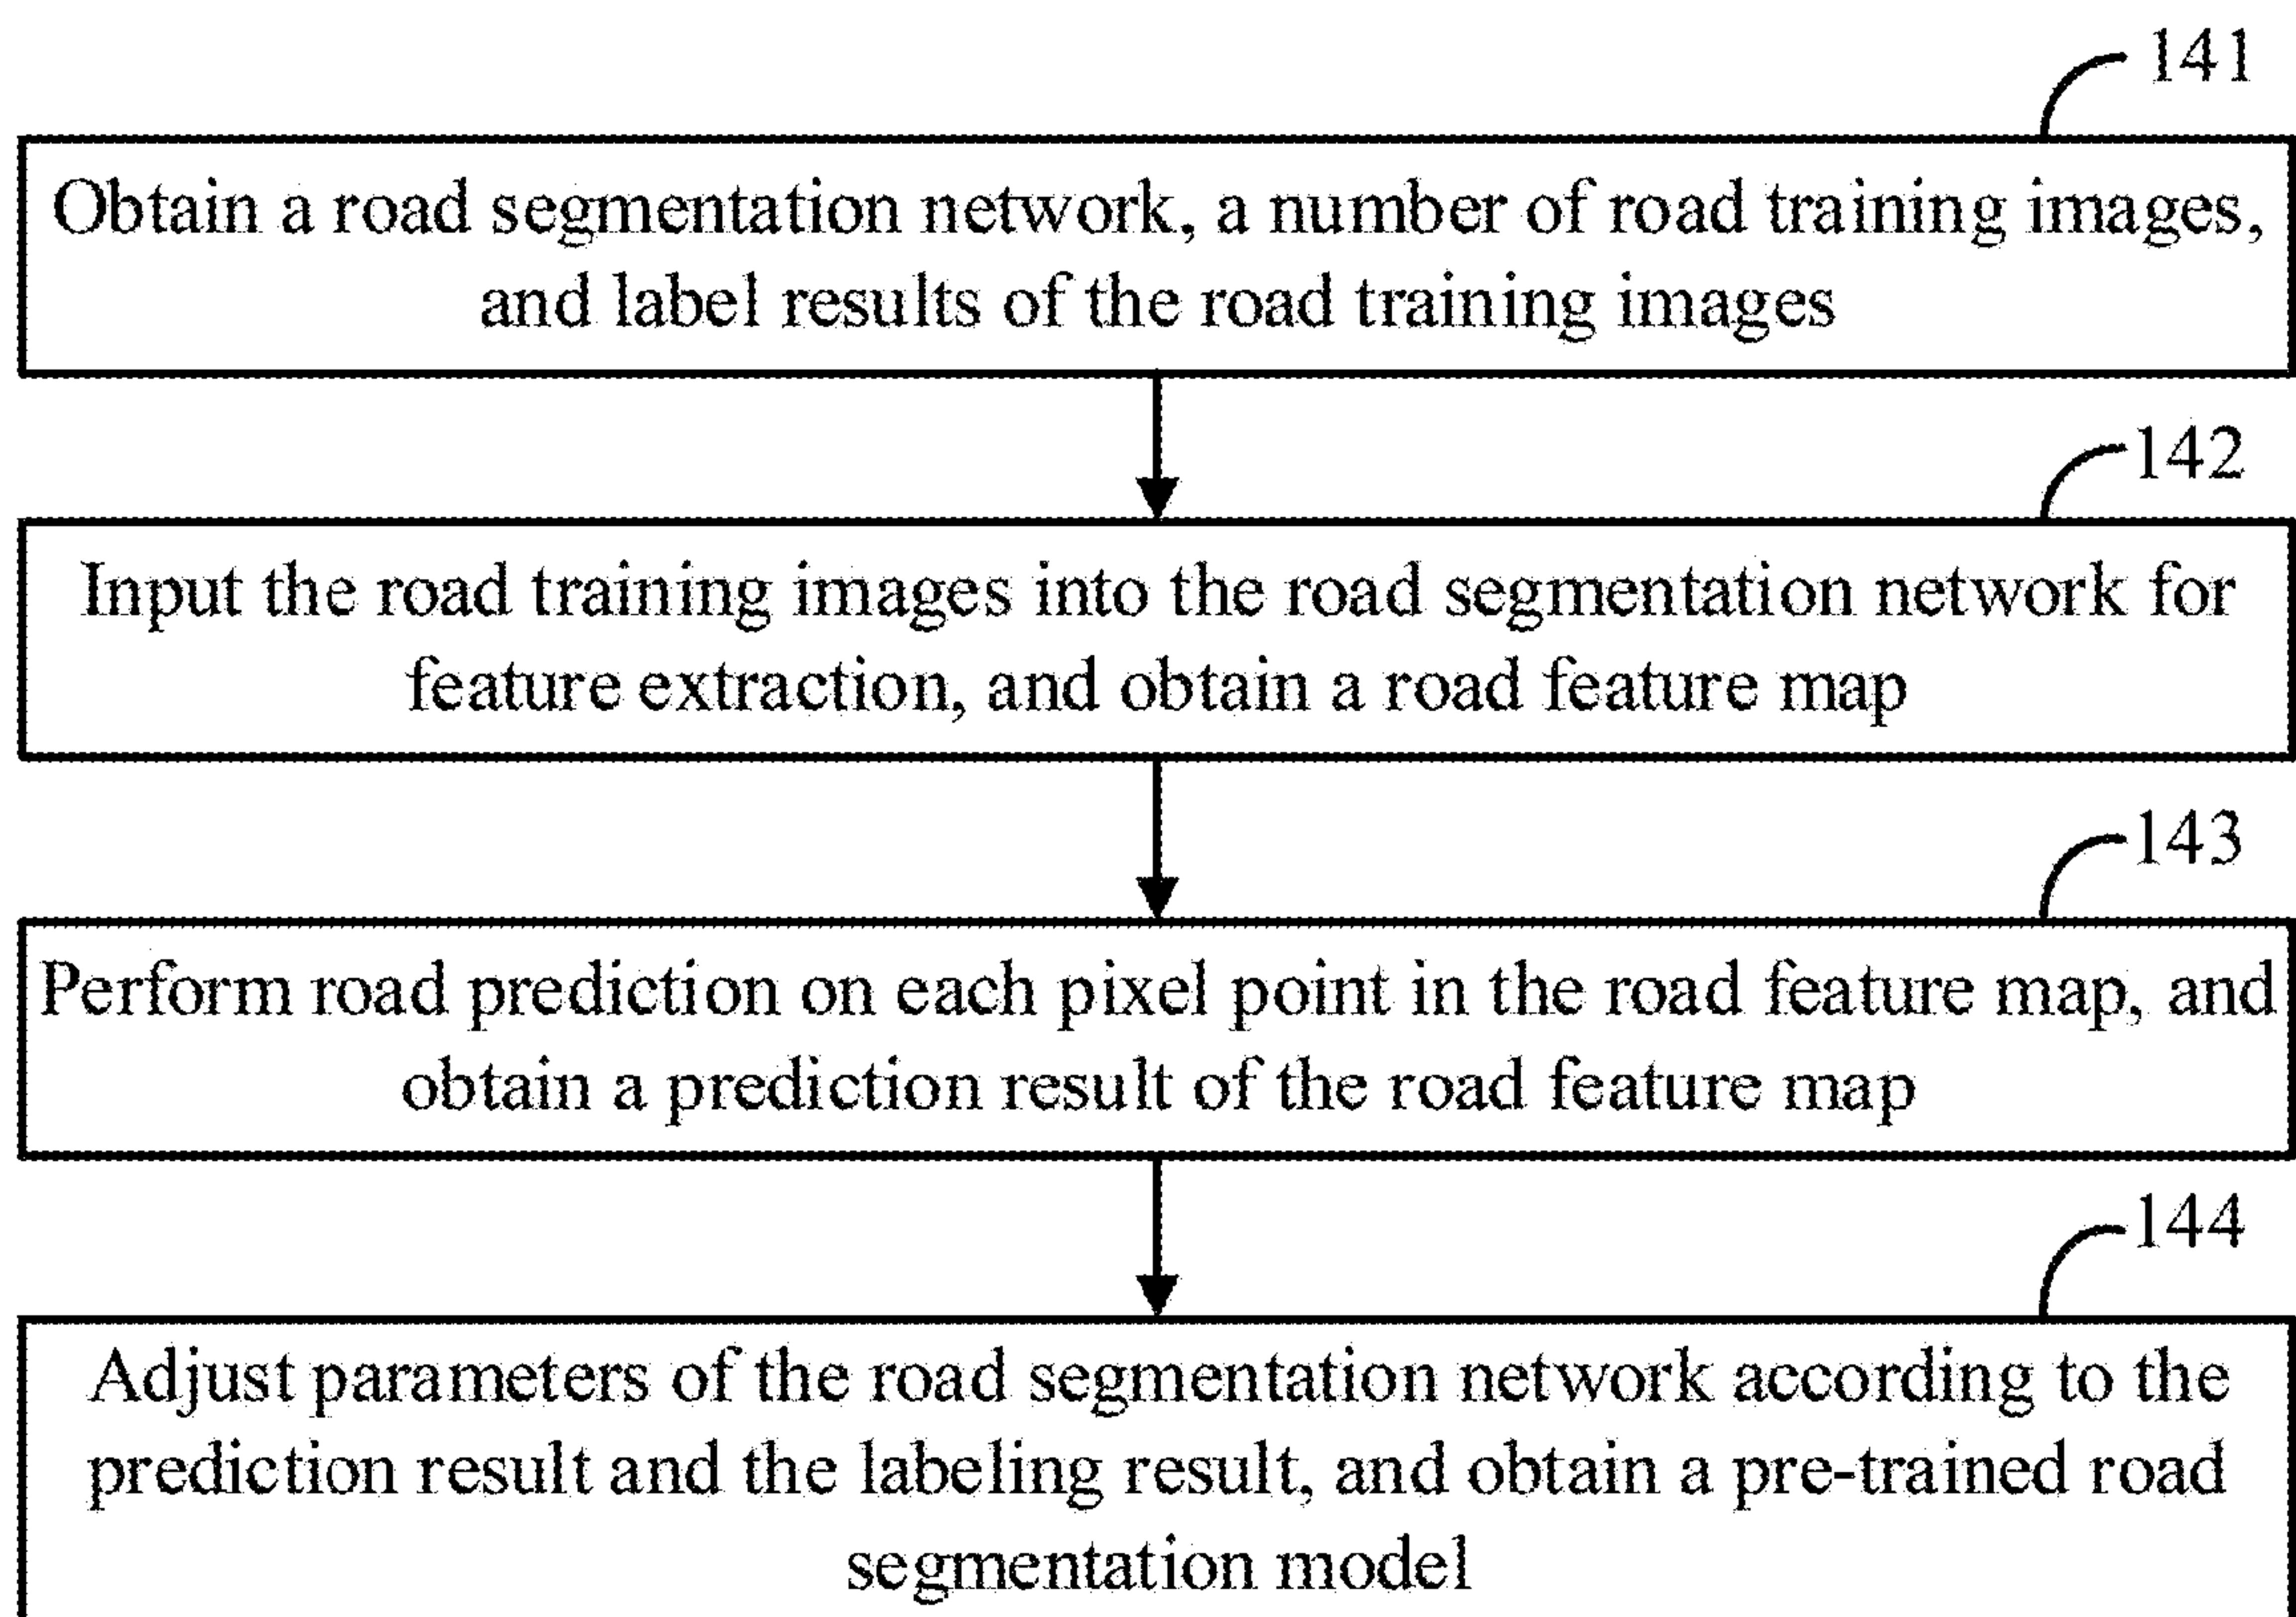 141
Obtain a road segmentation network, a number of road training images,
and label results of the road training images
142
Input the road training images into the road segmentation network for
feature extraction, and obtain a road feature map
143
Perform road prediction on each pixel point in the road feature map, and
obtain a prediction result of the road feature map
144
Adjust parameters of the road segmentation network according to the
prediction result and the labeling result, and obtain a pre-trained road
segmentation model